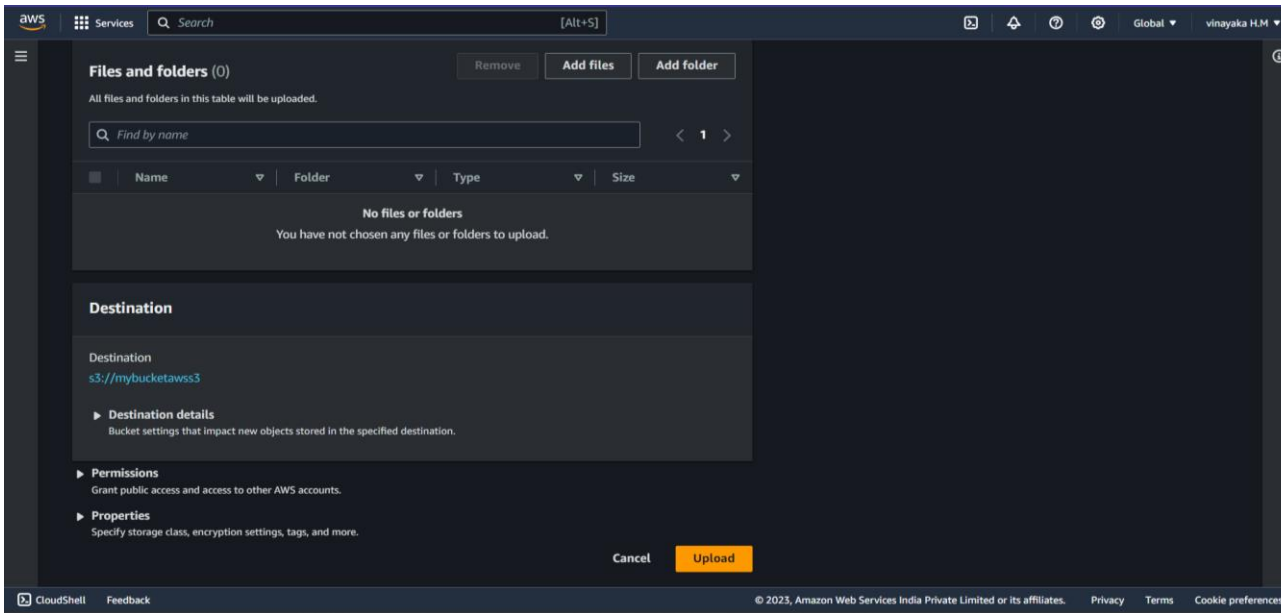 aws Services Search [Alt+S] Global vinayaka H.M
Files and folders (0) Remove Add files Add folder
All files and folders in this table will be uploaded.
Find by name 1
Name Folder Type Size
No files or folders
You have not chosen any files or folders to upload.
Destination
Destination
s3://mybucketawss3
Destination details
Bucket settings that impact new objects stored in the specified destination.
Permissions
Grant public access and access to other AWS accounts.
Properties
Specify storage class, encryption settings, tags, and more.
Cancel Upload
CloudShell Feedback © 2023, Amazon Web Services India Private Limited or its affiliates. Privacy Terms Cookie preferences